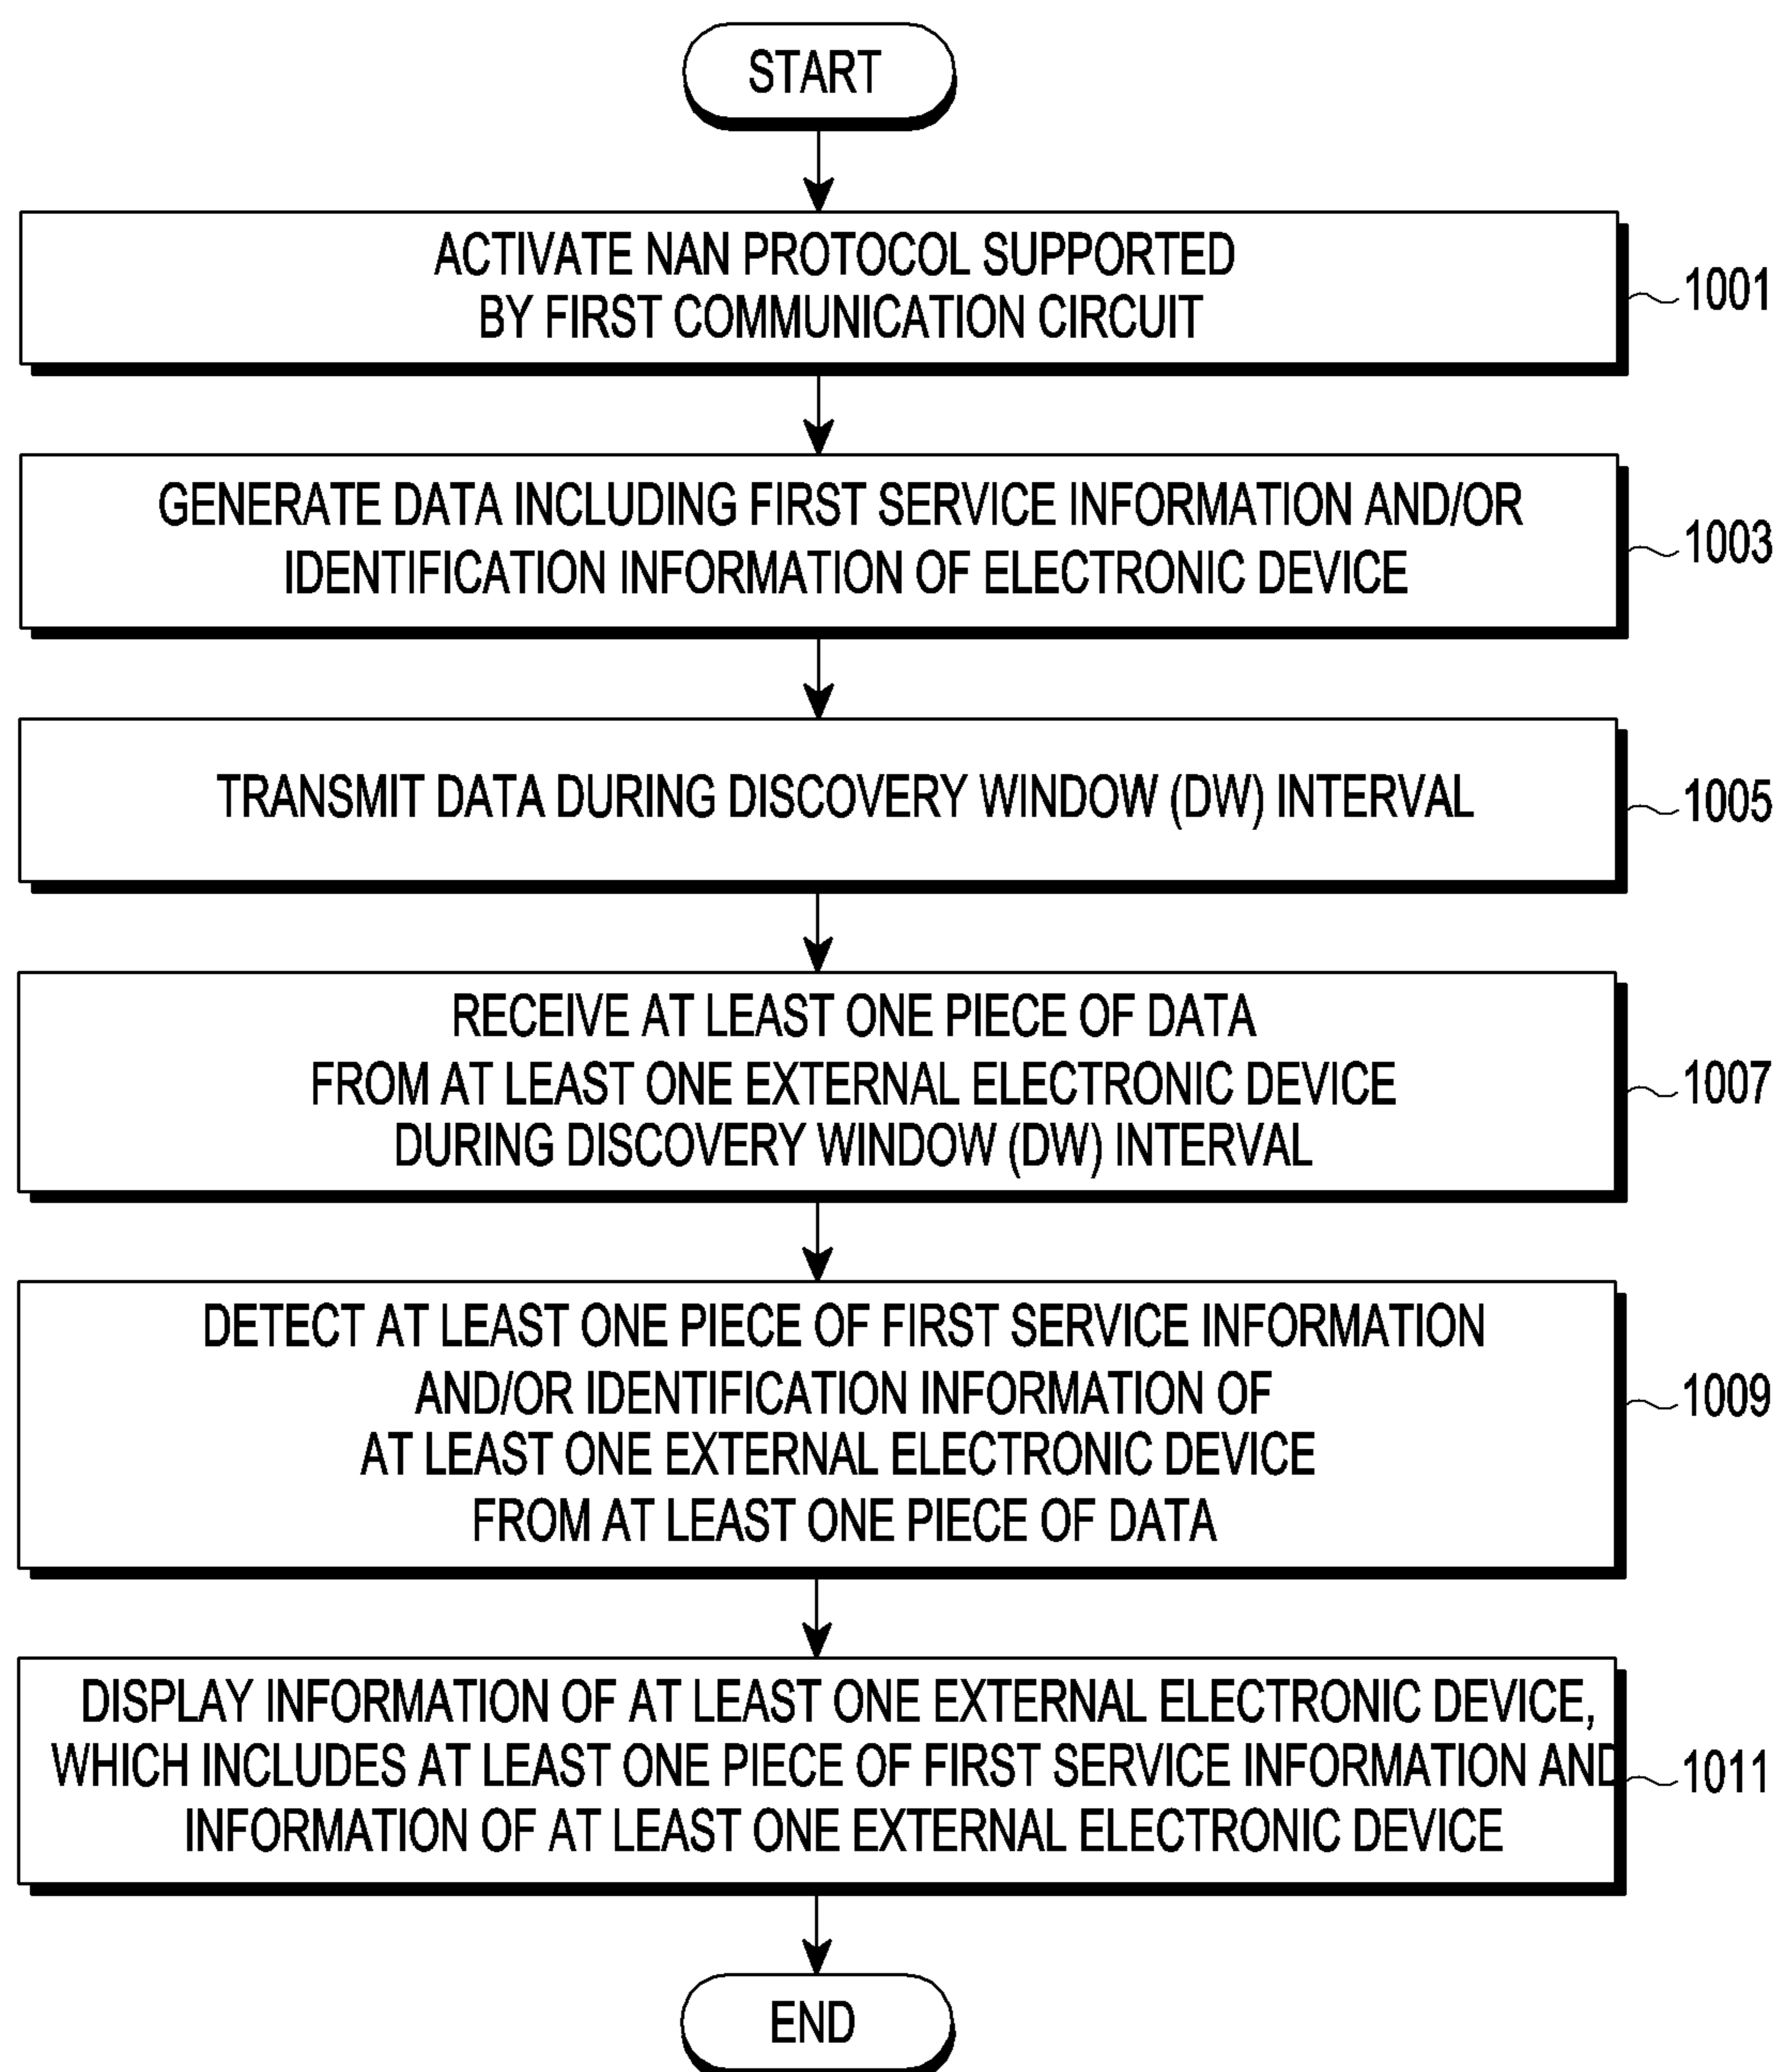 START
ACTIVATE NAN PROTOCOL SUPPORTED
BY FIRST COMMUNICATION CIRCUIT
1001
GENERATE DATA INCLUDING FIRST SERVICE INFORMATION AND/OR
IDENTIFICATION INFORMATION OF ELECTRONIC DEVICE
1003
TRANSMIT DATA DURING DISCOVERY WINDOW (DW) INTERVAL
1005
RECEIVE AT LEAST ONE PIECE OF DATA
FROM AT LEAST ONE EXTERNAL ELECTRONIC DEVICE
DURING DISCOVERY WINDOW (DW) INTERVAL
1007
DETECT AT LEAST ONE PIECE OF FIRST SERVICE INFORMATION
AND/OR IDENTIFICATION INFORMATION OF
AT LEAST ONE EXTERNAL ELECTRONIC DEVICE
FROM AT LEAST ONE PIECE OF DATA
1009
DISPLAY INFORMATION OF AT LEAST ONE EXTERNAL ELECTRONIC DEVICE,
WHICH INCLUDES AT LEAST ONE PIECE OF FIRST SERVICE INFORMATION AND
INFORMATION OF AT LEAST ONE EXTERNAL ELECTRONIC DEVICE
1011
END